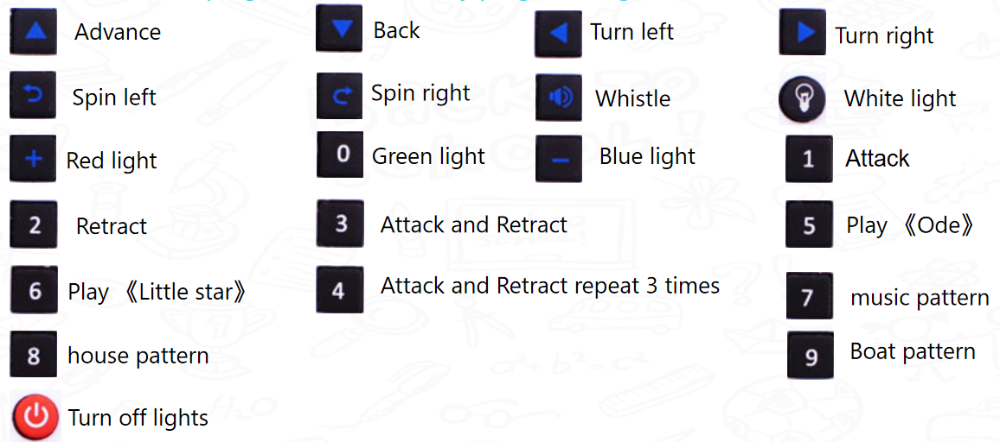 Advance
Back
Turn left
Turn right
Spin left
Spin right
Whistle
White light
+ Red light
0 Green light
− Blue light
1 Attack
2 Retract
3 Attack and Retract
5 Play 《Ode》
6 Play 《Little star》
4 Attack and Retract repeat 3 times
7 music pattern
8 house pattern
9 Boat pattern
Turn off lights